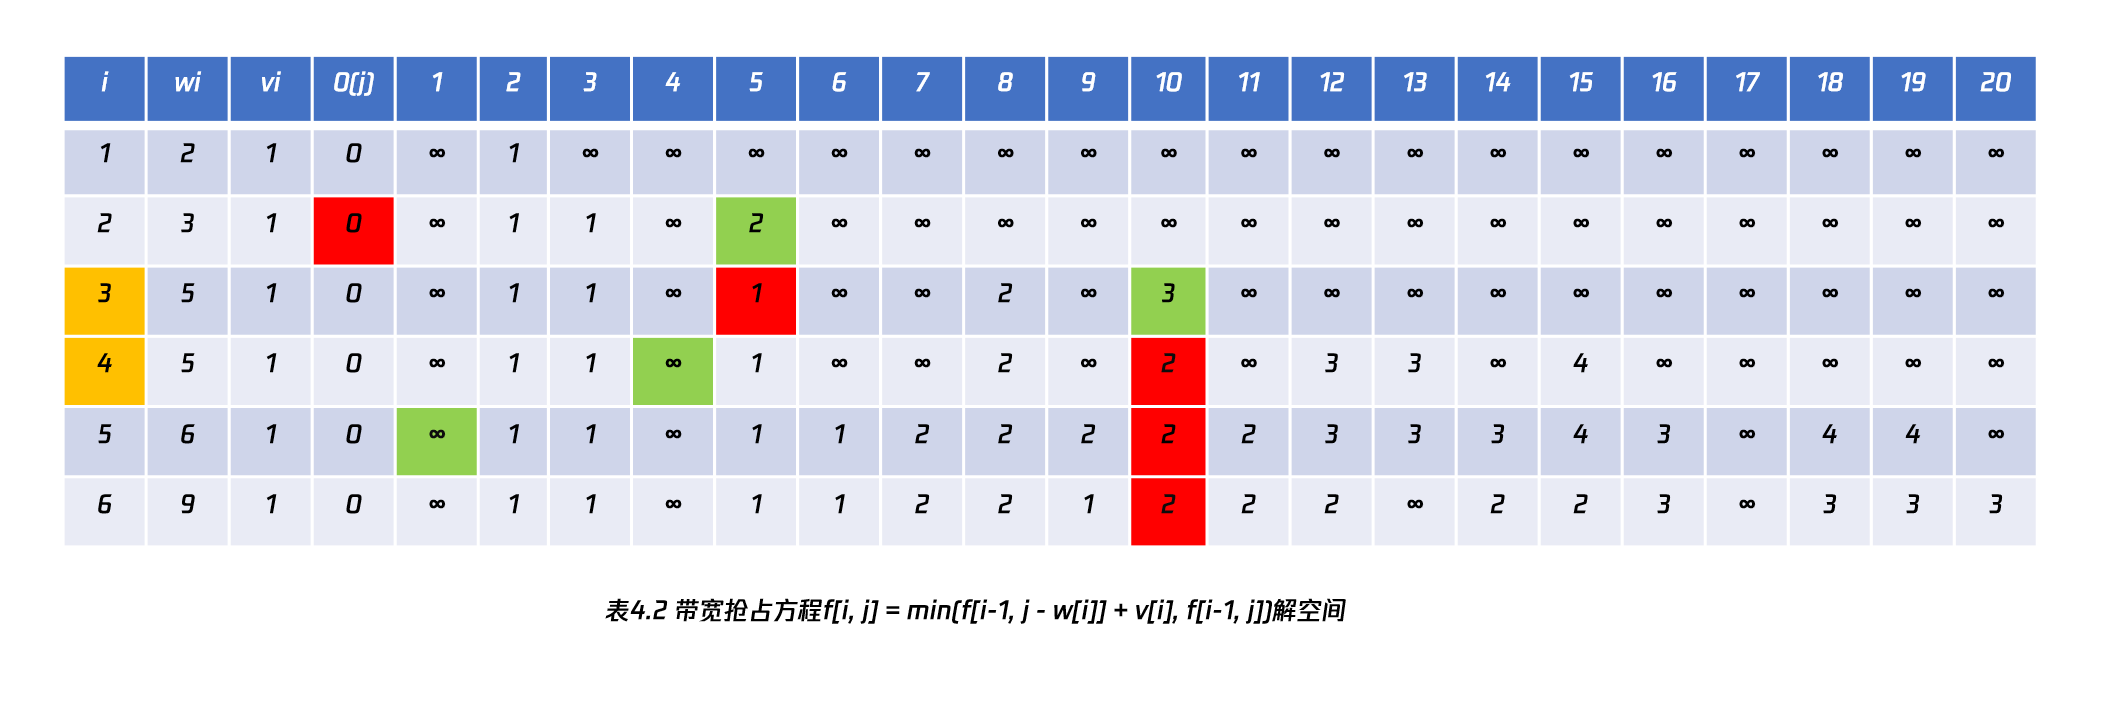 i wi vi 0(j) 1 2 3 4 5 6 7 8 9 10 11 12 13 14 15 16 17 18 19 20
1 2 1 0 ∞ 1 ∞ ∞ ∞ ∞ ∞ ∞ ∞ ∞ ∞ ∞ ∞ ∞ ∞ ∞ ∞ ∞ ∞ ∞
2 3 1 0 ∞ 1 1 ∞ 2 ∞ ∞ ∞ ∞ ∞ ∞ ∞ ∞ ∞ ∞ ∞ ∞ ∞ ∞ ∞
3 5 1 0 ∞ 1 1 ∞ 1 ∞ ∞ 2 ∞ 3 ∞ ∞ ∞ ∞ ∞ ∞ ∞ ∞ ∞ ∞
4 5 1 0 ∞ 1 1 ∞ 1 ∞ ∞ 2 ∞ 2 ∞ 3 3 ∞ 4 ∞ ∞ ∞ ∞ ∞
5 6 1 0 ∞ 1 1 ∞ 1 1 2 2 2 2 2 3 3 3 4 3 ∞ 4 4 ∞
6 9 1 0 ∞ 1 1 ∞ 1 1 2 2 1 2 2 2 ∞ 2 2 3 ∞ 3 3 3
表4.2 带宽抢占方程f[i, j] = min(f[i-1, j - w[i]] + v[i], f[i-1, j])解空间